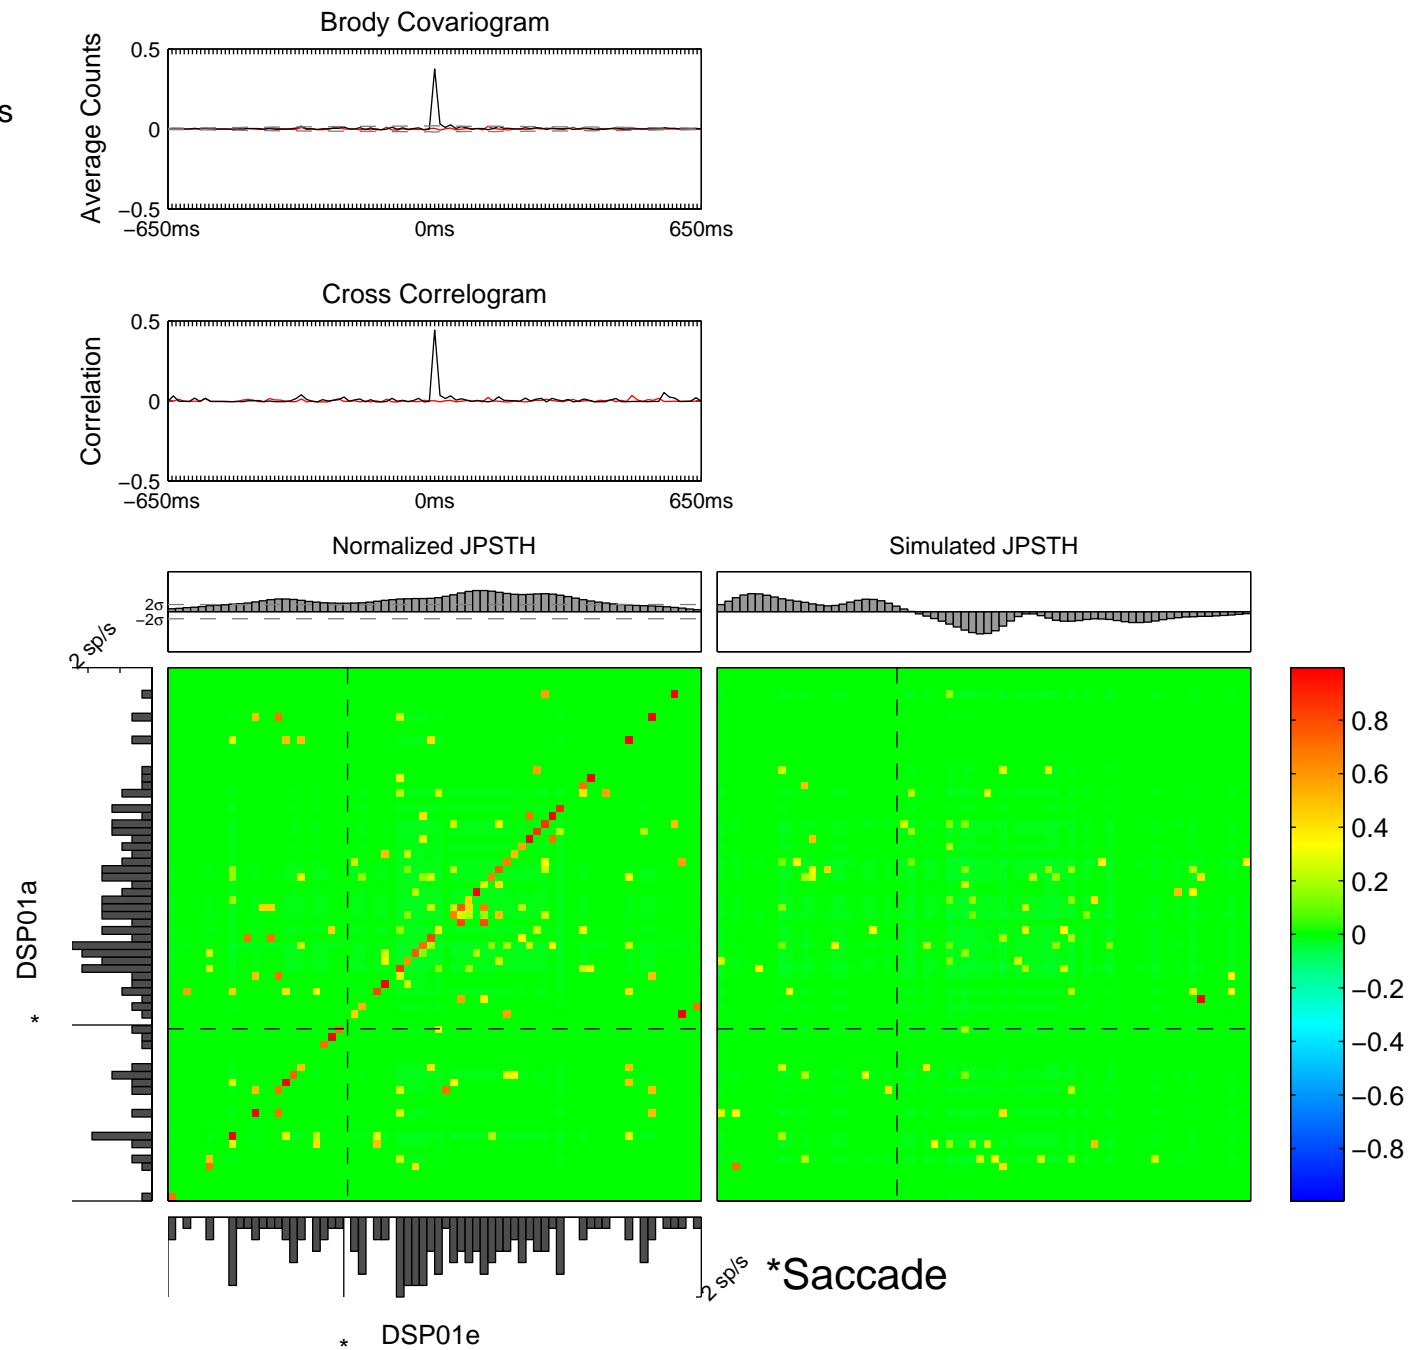 Brody Covariogram
s
Average Counts
0.5
0
−0.5
−650ms
0ms
650ms
Cross Correlogram
Correlation
0.5
0
−0.5
−650ms
0ms
650ms
Normalized JPSTH
Simulated JPSTH
2σ
−2σ
2 sp/s
DSP01a
*
0.8
0.6
0.4
0.2
0
−0.2
−0.4
−0.6
−0.8
2 sp/s
*Saccade
* DSP01e